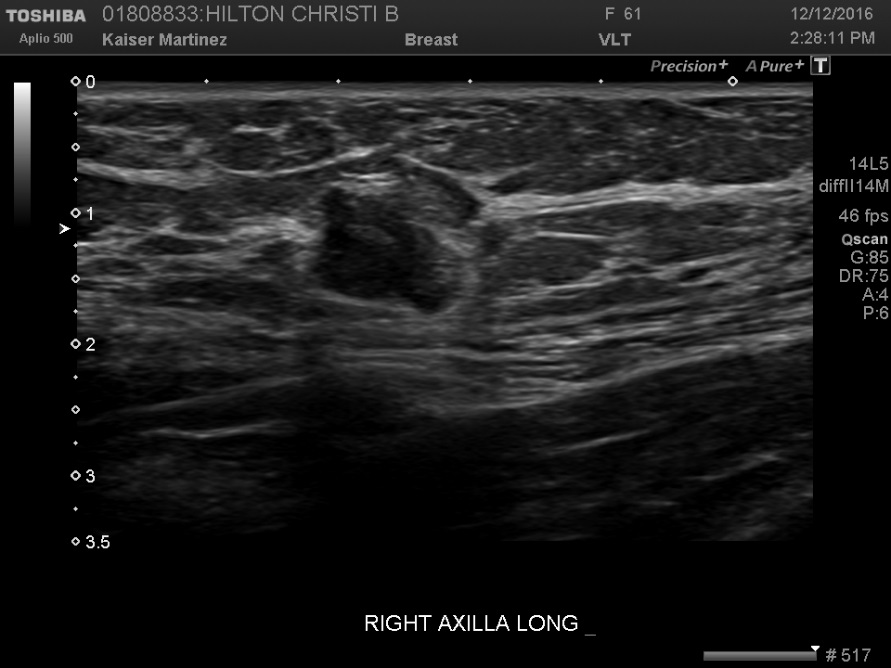 TOSHIBA 01808833:HILTON CHRISTI B F 61 12/12/2016
Aplio 500 Kaiser Martinez Breast VLT 2:28:11 PM
Precision+ A Pure+ T
0
14L5
diffII14M
1
46 fps
Qscan
G:85
DR:75
A:4
P:6
2
3
3.5
RIGHT AXILLA LONG _
# 517